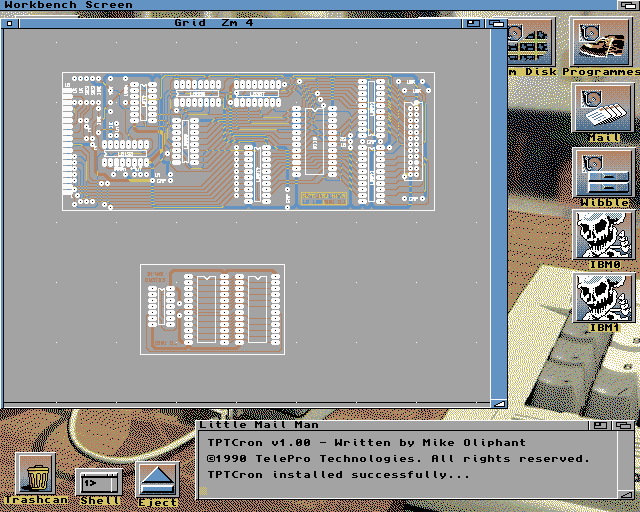 Workbench Screen
Grid Zm 4
m Disk
Programmes
Mail
Wibble
IBM0
IBM1
Little Mail Man
TPTCron v1.00 - Written by Mike Oliphant
©1990 TelePro Technologies. All rights reserved.
TPTCron installed successfully...
Trashcan
1>
Shell
Eject